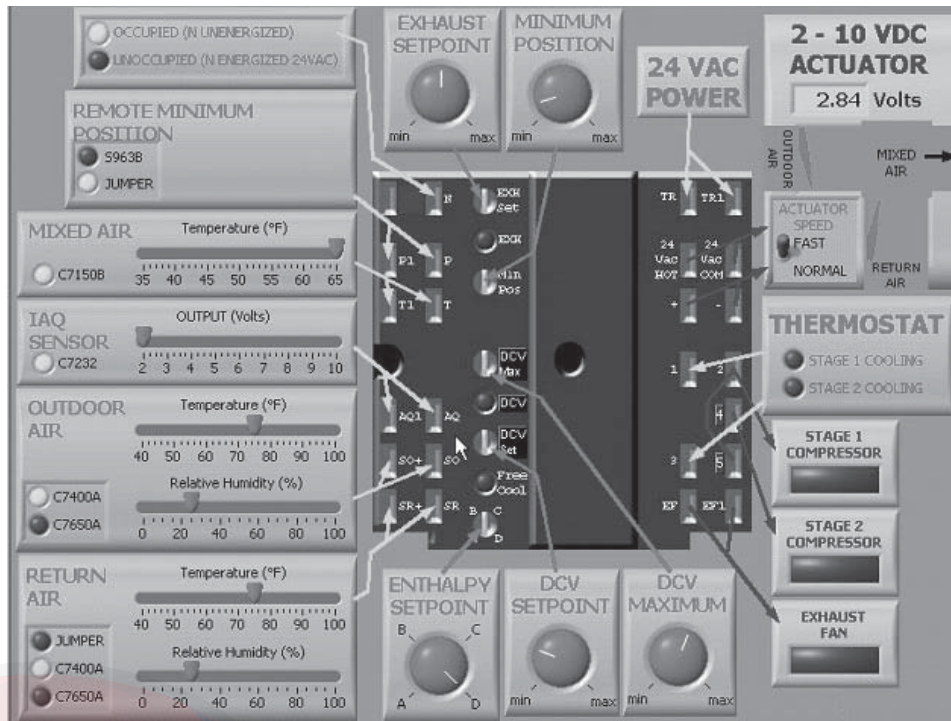 OCCUPIED (N UNENERGIZED)
UNOCCUPIED (N ENERGIZED 24VAC)
REMOTE MINIMUM
POSITION
S963B
JUMPER
MIXED AIR
Temperature (°F)
C7150B
35 40 45 50 55 60 65
IAQ
SENSOR
OUTPUT (Volts)
C7232
2 3 4 5 6 7 8 9 10
OUTDOOR
AIR
Temperature (°F)
40 50 60 70 80 90 100
Relative Humidity (%)
C7400A
C7650A
0 20 40 60 80 100
RETURN
AIR
Temperature (°F)
40 50 60 70 80 90 100
JUMPER
C7400A
C7650A
Relative Humidity (%)
0 20 40 60 80 100
EXHAUST
SETPOINT
min max
MINIMUM
POSITION
min max
24 VAC
POWER
2 - 10 VDC
ACTUATOR
2.84 Volts
OUTDOOR
AIR
MIXED
AIR
RETURN
AIR
ACTUATOR
SPEED
FAST
NORMAL
THERMOSTAT
STAGE 1 COOLING
STAGE 2 COOLING
STAGE 1
COMPRESSOR
STAGE 2
COMPRESSOR
EXHAUST
FAN
N
EXH
Set
EXH
P1 P
Min
Pos
T1 T
DCV
Max
DCV
AQ1 AQ
DCV
Set
SO+ SO
Free
Cool
SR+ SR
B C
D
TR TR1
24
Vac
HOT
24
Vac
COM
+ -
1 2
4
3 5
EF EF1
ENTHALPY
SETPOINT
B C
A D
DCV
SETPOINT
min max
DCV
MAXIMUM
min max